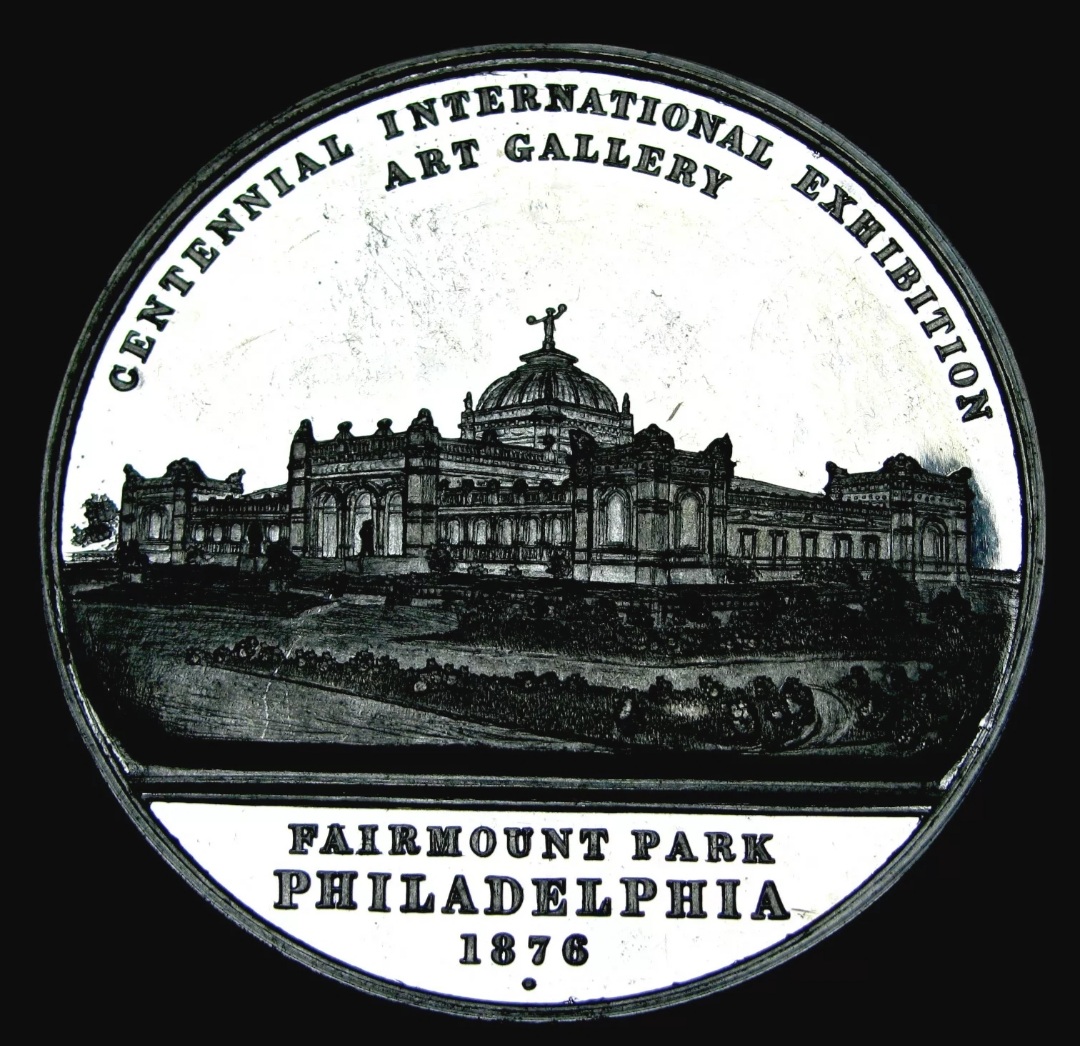 CENTENNIAL INTERNATIONAL EXHIBITION
ART GALLERY
FAIRMOUNT PARK
PHILADELPHIA
1876